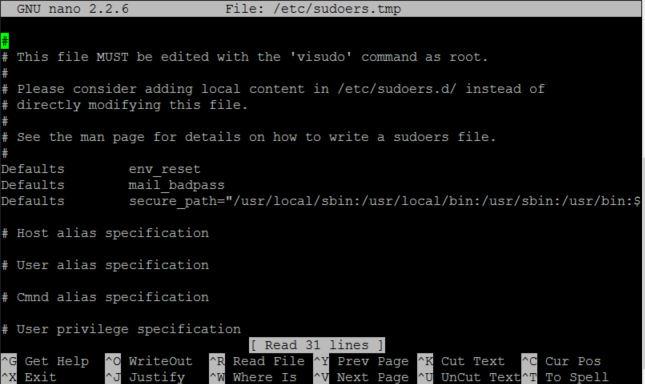 GNU nano 2.2.6 File: /etc/sudoers.tmp
#
# This file MUST be edited with the 'visudo' command as root.
#
# Please consider adding local content in /etc/sudoers.d/ instead of
# directly modifying this file.
#
# See the man page for details on how to write a sudoers file.
#
Defaults env_reset
Defaults mail_badpass
Defaults secure_path="/usr/local/sbin:/usr/local/bin:/usr/sbin:/usr/bin:$
# Host alias specification
# User alias specification
# Cmnd alias specification
# User privilege specification
[ Read 31 lines ]
^G Get Help ^O WriteOut ^R Read File ^Y Prev Page ^K Cut Text ^C Cur Pos
^X Exit ^J Justify ^W Where Is ^V Next Page ^U UnCut Text ^T To Spell